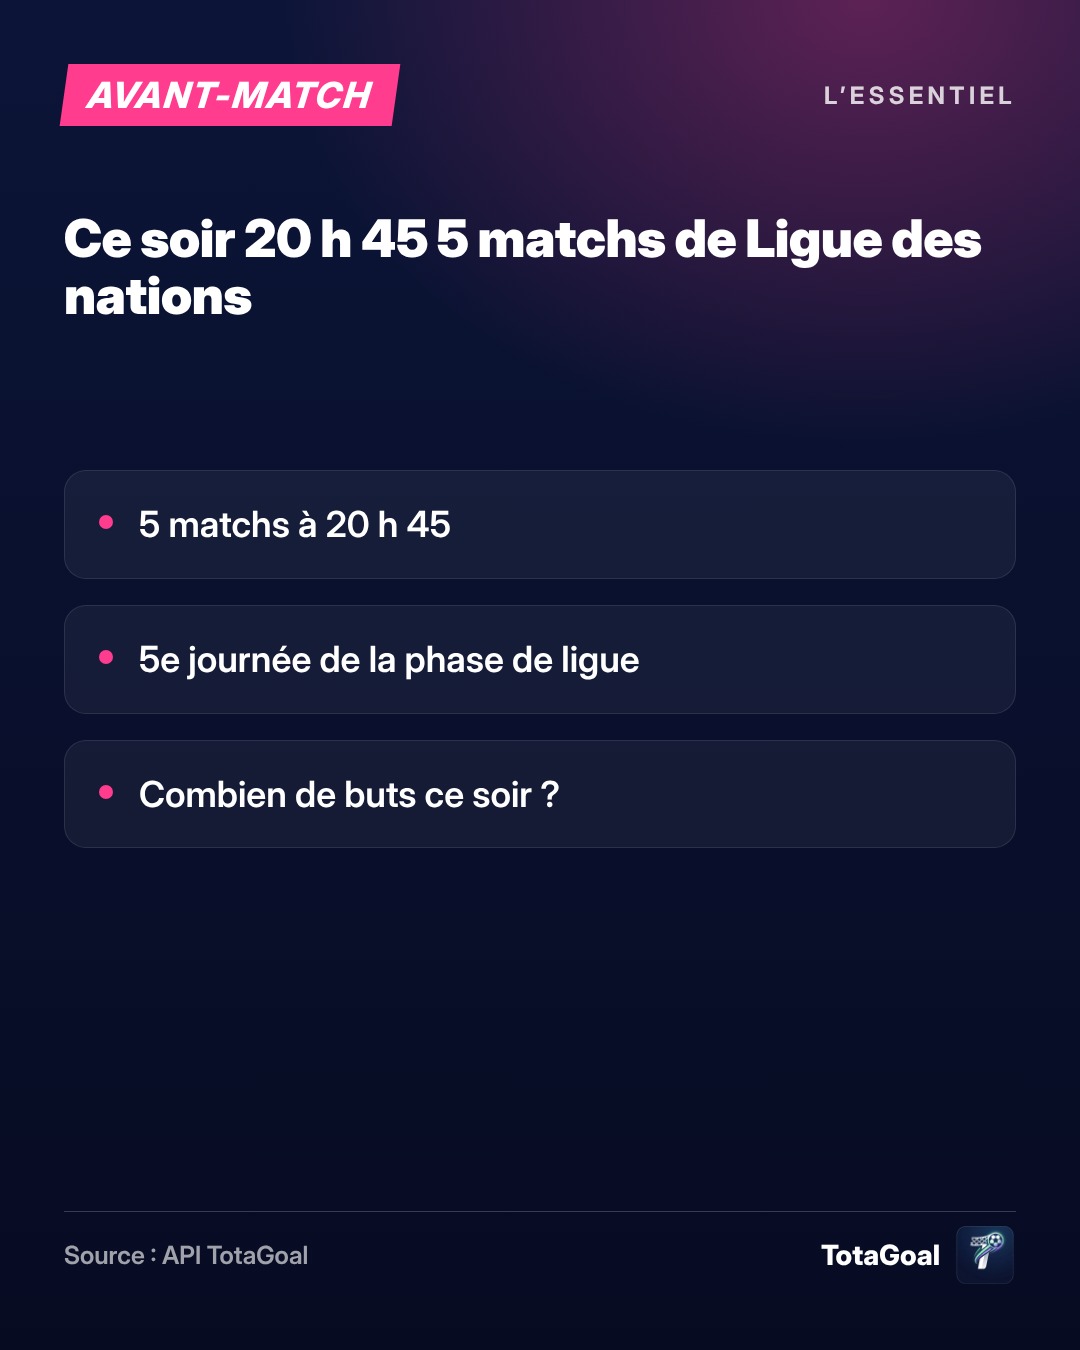 AVANT-MATCH
L’ESSENTIEL
Ce soir 20 h 45 5 matchs de Ligue des
nations
5 matchs à 20 h 45
5e journée de la phase de ligue
Combien de buts ce soir ?
Source : API TotaGoal
TotaGoal